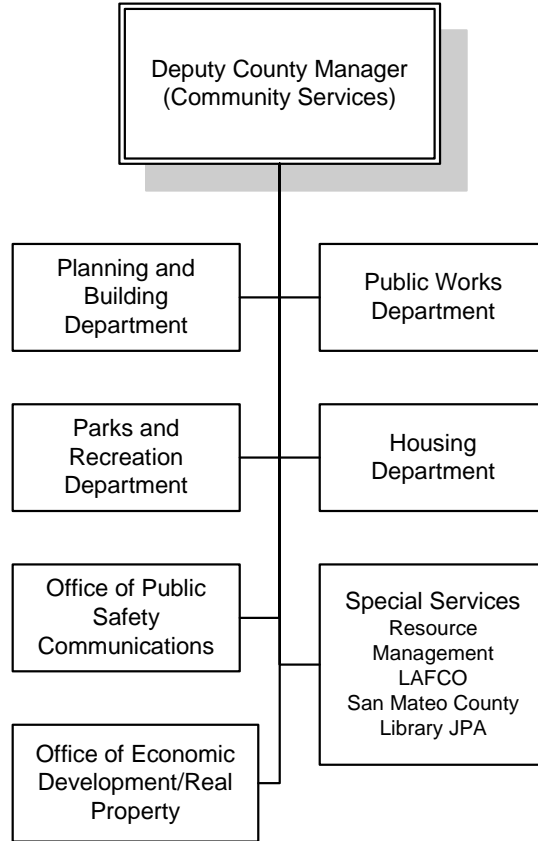 Deputy County Manager
(Community Services)
Planning and
Building
Department
Public Works
Department
Parks and
Recreation
Department
Housing
Department
Office of Public
Safety
Communications
Special Services
Resource
Management
LAFCO
San Mateo County
Library JPA
Office of Economic
Development/Real
Property